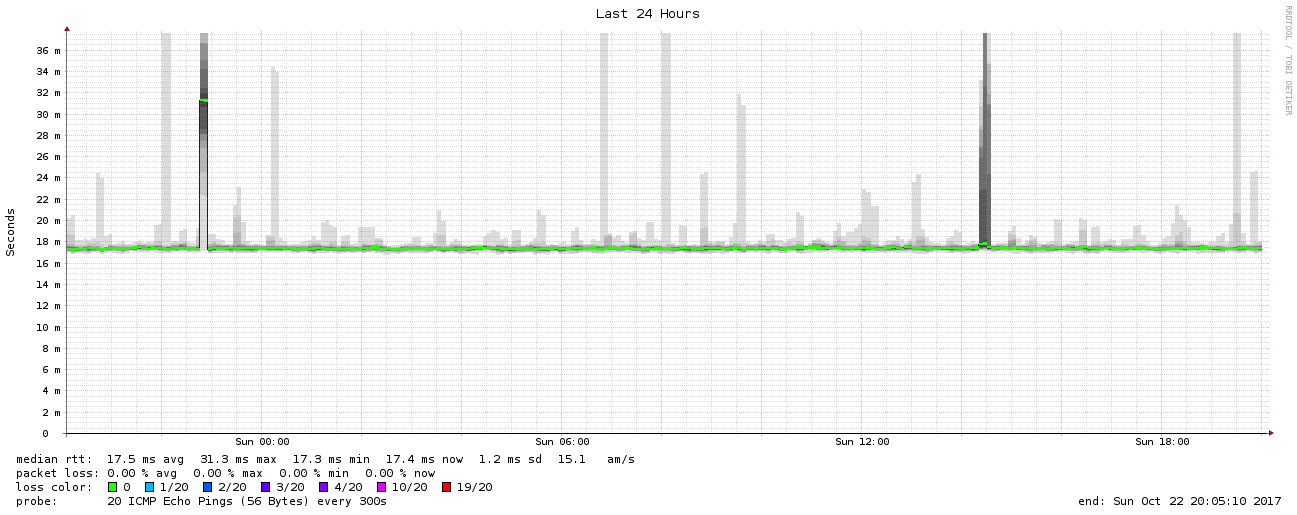 Last 24 Hours
RRDTOOL / TOBI OETIKER
Seconds
36 m
34 m
32 m
30 m
28 m
26 m
24 m
22 m
20 m
18 m
16 m
14 m
12 m
10 m
8 m
6 m
4 m
2 m
0
Sun 00:00 Sun 06:00 Sun 12:00 Sun 18:00
median rtt: 17.5 ms avg 31.3 ms max 17.3 ms min 17.4 ms now 1.2 ms sd 15.1 am/s
packet loss: 0.00 % avg 0.00 % max 0.00 % min 0.00 % now
loss color: 0 1/20 2/20 3/20 4/20 10/20 19/20
probe: 20 ICMP Echo Pings (56 Bytes) every 300s end: Sun Oct 22 20:05:10 2017